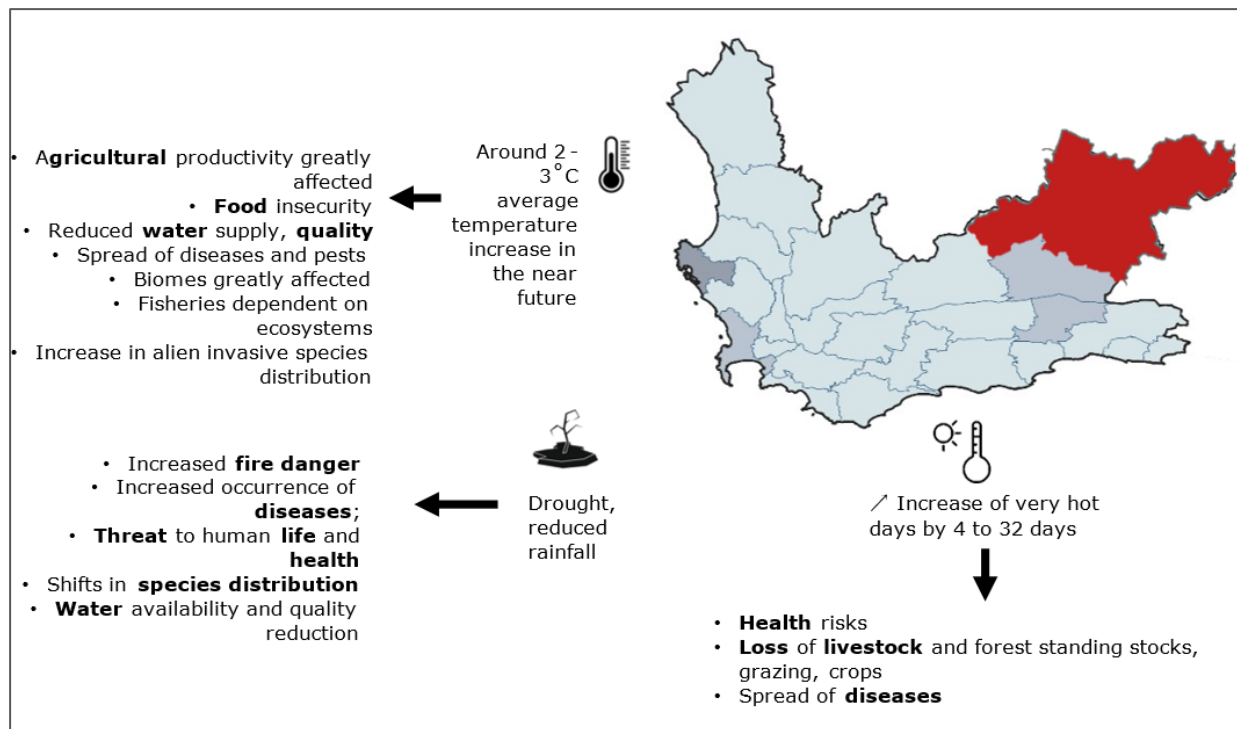 • Agricultural productivity greatly
affected
• Food insecurity
• Reduced water supply, quality
• Spread of diseases and pests
• Biomes greatly affected
• Fisheries dependent on
ecosystems
• Increase in alien invasive species
distribution
Around 2 -
3°C
average
temperature
increase in
the near
future
• Increased fire danger
• Increased occurrence of
diseases;
• Threat to human life and
health
• Shifts in species distribution
• Water availability and quality
reduction
Drought,
reduced
rainfall
↗ Increase of very hot
days by 4 to 32 days
• Health risks
• Loss of livestock and forest standing stocks,
grazing, crops
• Spread of diseases